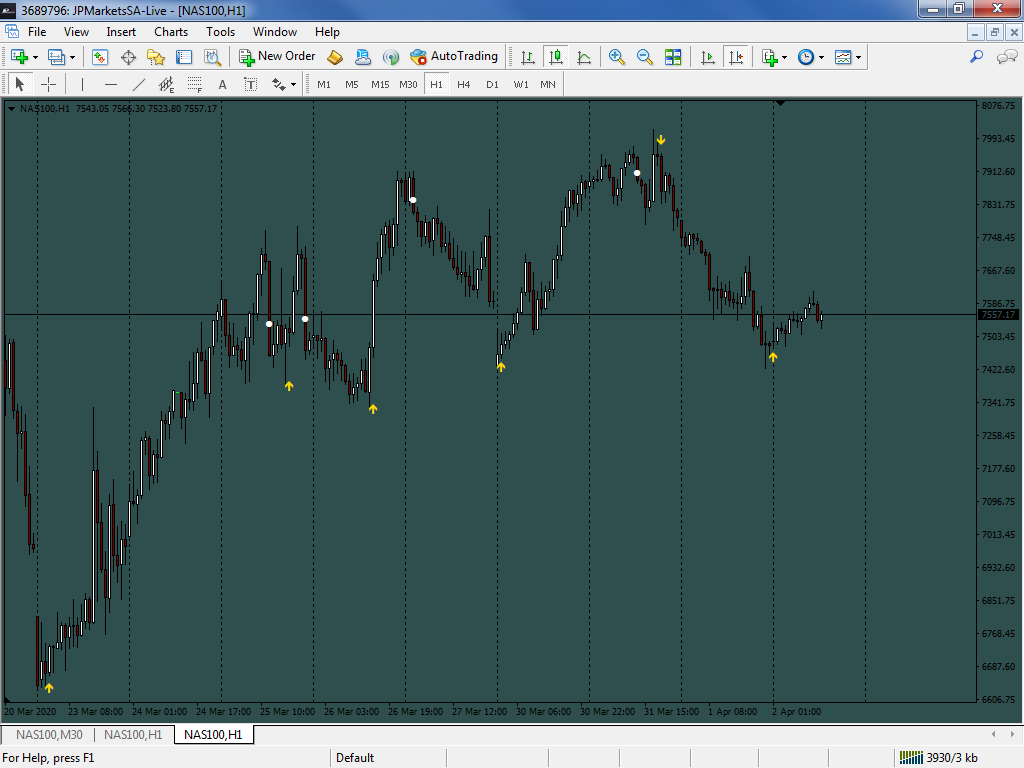 3689796: JPMarketsSA-Live - [NAS100,H1]
File View Insert Charts Tools Window Help
New Order AutoTrading
E F A T M1 M5 M15 M30 H1 H4 D1 W1 MN
NAS100,H1 7543.05 7566.30 7523.80 7557.17
8076.75
7993.45
7912.60
7831.75
7748.45
7667.60
7586.75
7557.17
7503.45
7422.60
7341.75
7258.45
7177.60
7096.75
7013.45
6932.60
6851.75
6768.45
6687.60
6606.75
20 Mar 2020 23 Mar 08:00 24 Mar 01:00 24 Mar 17:00 25 Mar 10:00 26 Mar 03:00 26 Mar 19:00 27 Mar 12:00 30 Mar 06:00 30 Mar 22:00 31 Mar 15:00 1 Apr 08:00 2 Apr 01:00
NAS100,M30 NAS100,H1 NAS100,H1
For Help, press F1 Default 3930/3 kb